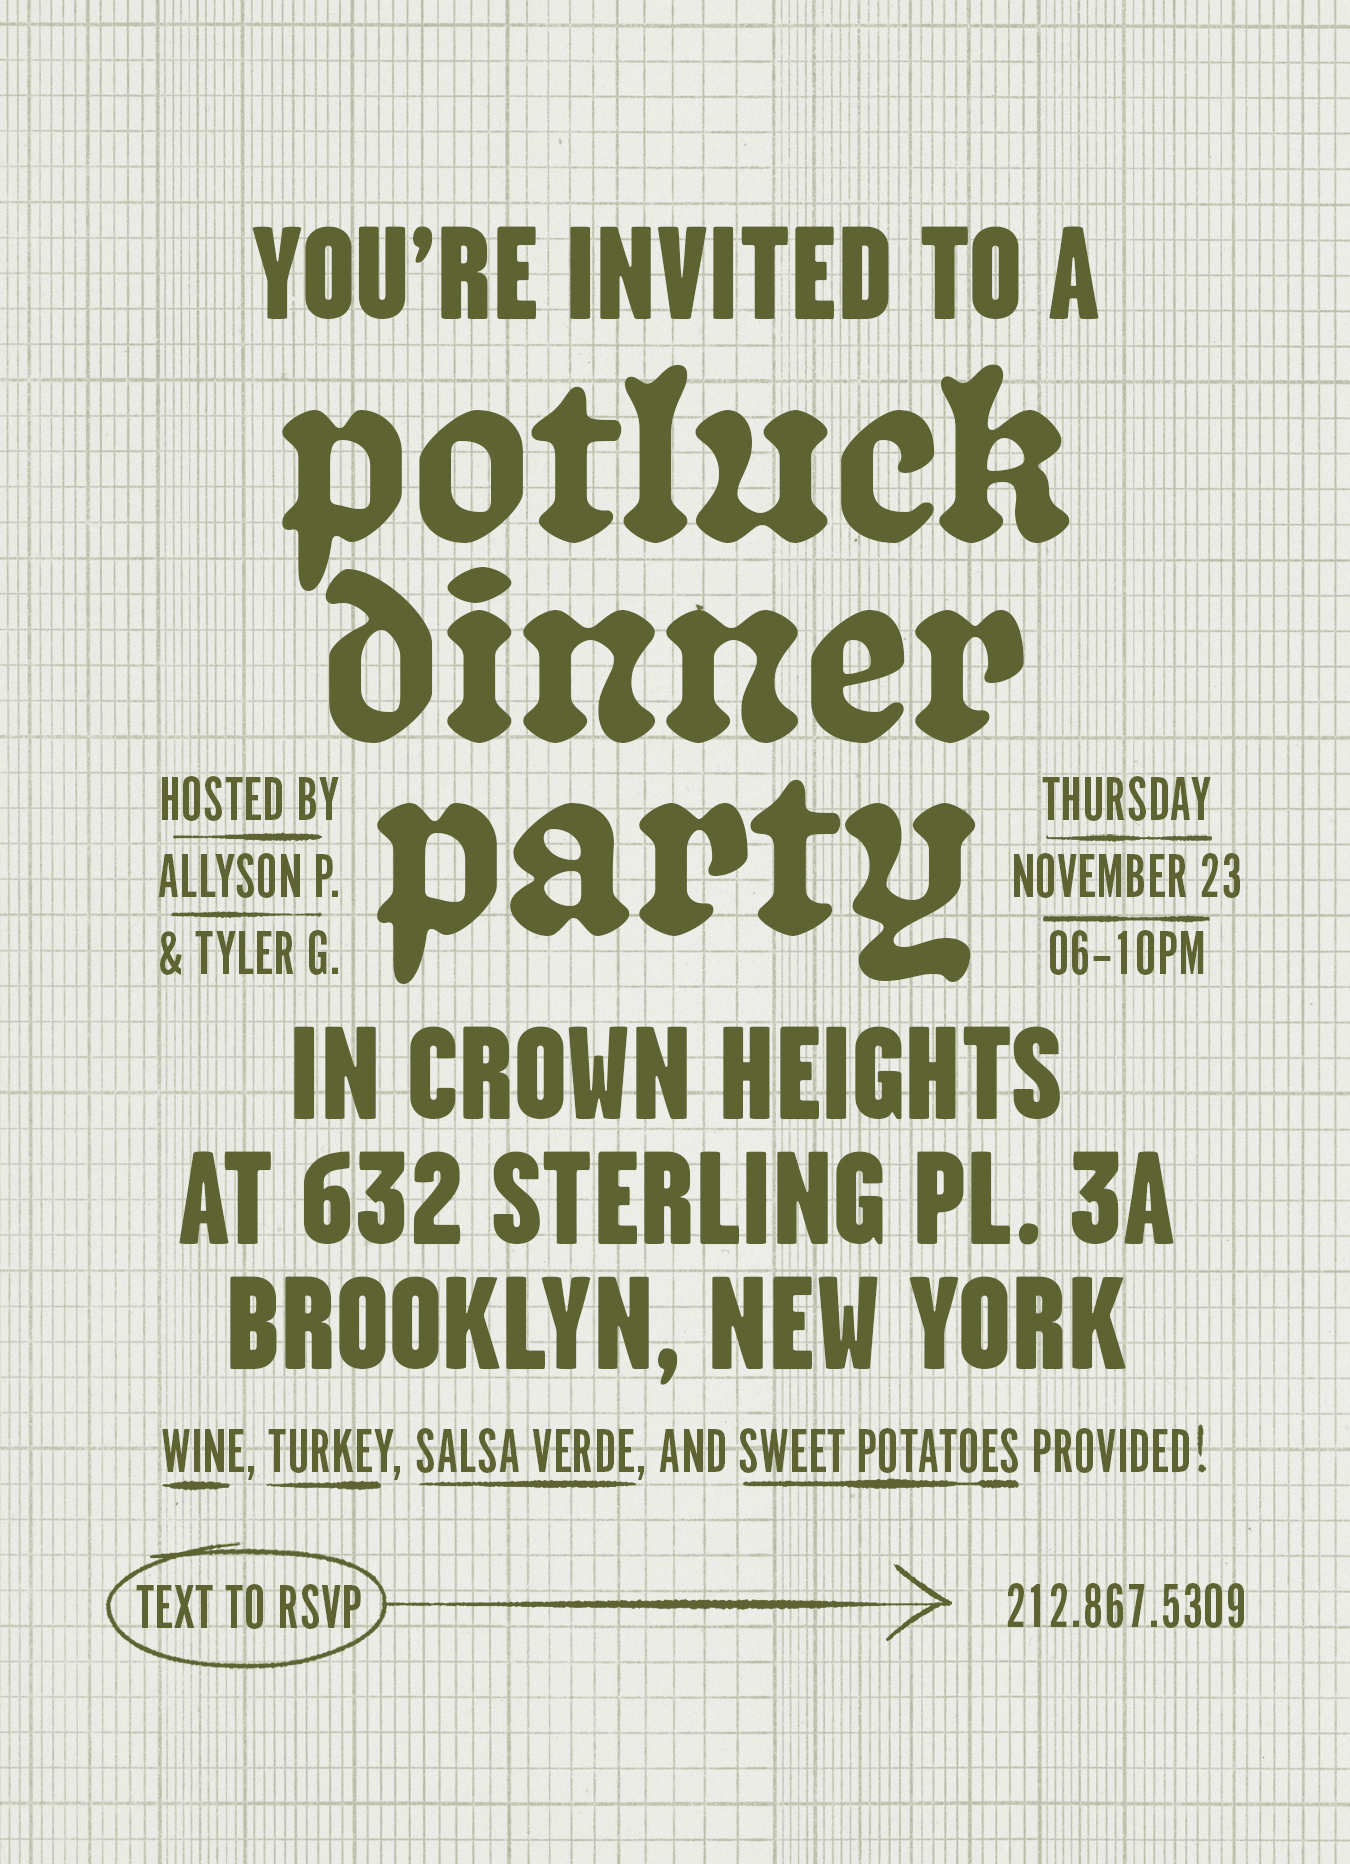 YOU'RE INVITED TO A
potluck
dinner
party
HOSTED BY
ALLYSON P.
& TYLER G.
THURSDAY
NOVEMBER 23
06–10PM
IN CROWN HEIGHTS
AT 632 STERLING PL. 3A
BROOKLYN, NEW YORK
WINE, TURKEY, SALSA VERDE, AND SWEET POTATOES PROVIDED!
TEXT TO RSVP
212.867.5309